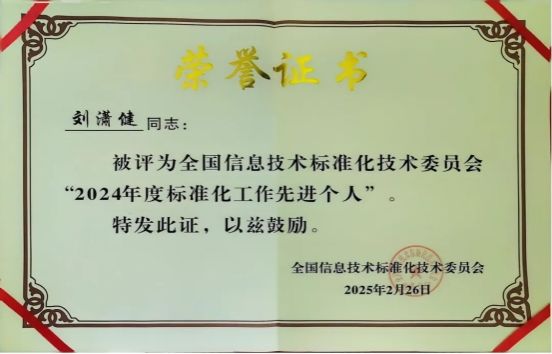 荣誉证书
刘潇健 同志：
被评为全国信息技术标准化技术委员会
“2024年度标准化工作先进个人”。
特发此证，以兹鼓励。
全国信息技术标准化技术委员会
2025年2月26日